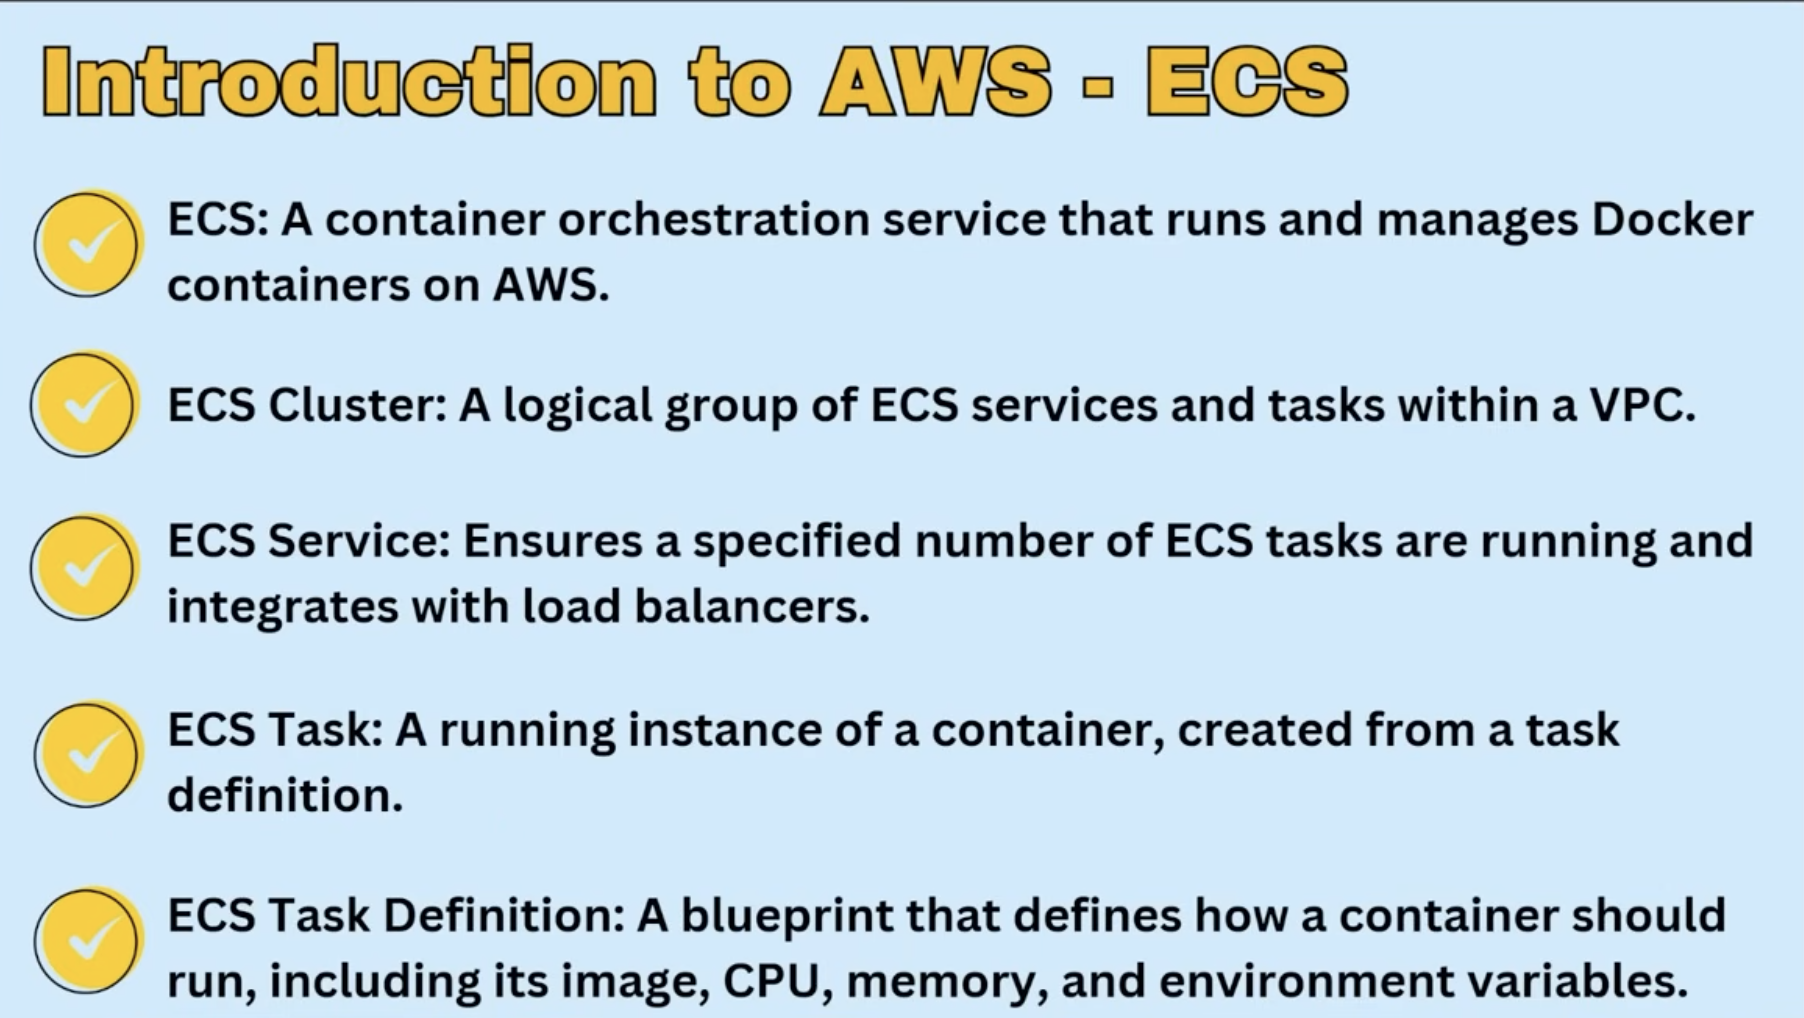 Introduction to AWS - ECS
ECS: A container orchestration service that runs and manages Docker
containers on AWS.
ECS Cluster: A logical group of ECS services and tasks within a VPC.
ECS Service: Ensures a specified number of ECS tasks are running and
integrates with load balancers.
ECS Task: A running instance of a container, created from a task
definition.
ECS Task Definition: A blueprint that defines how a container should
run, including its image, CPU, memory, and environment variables.